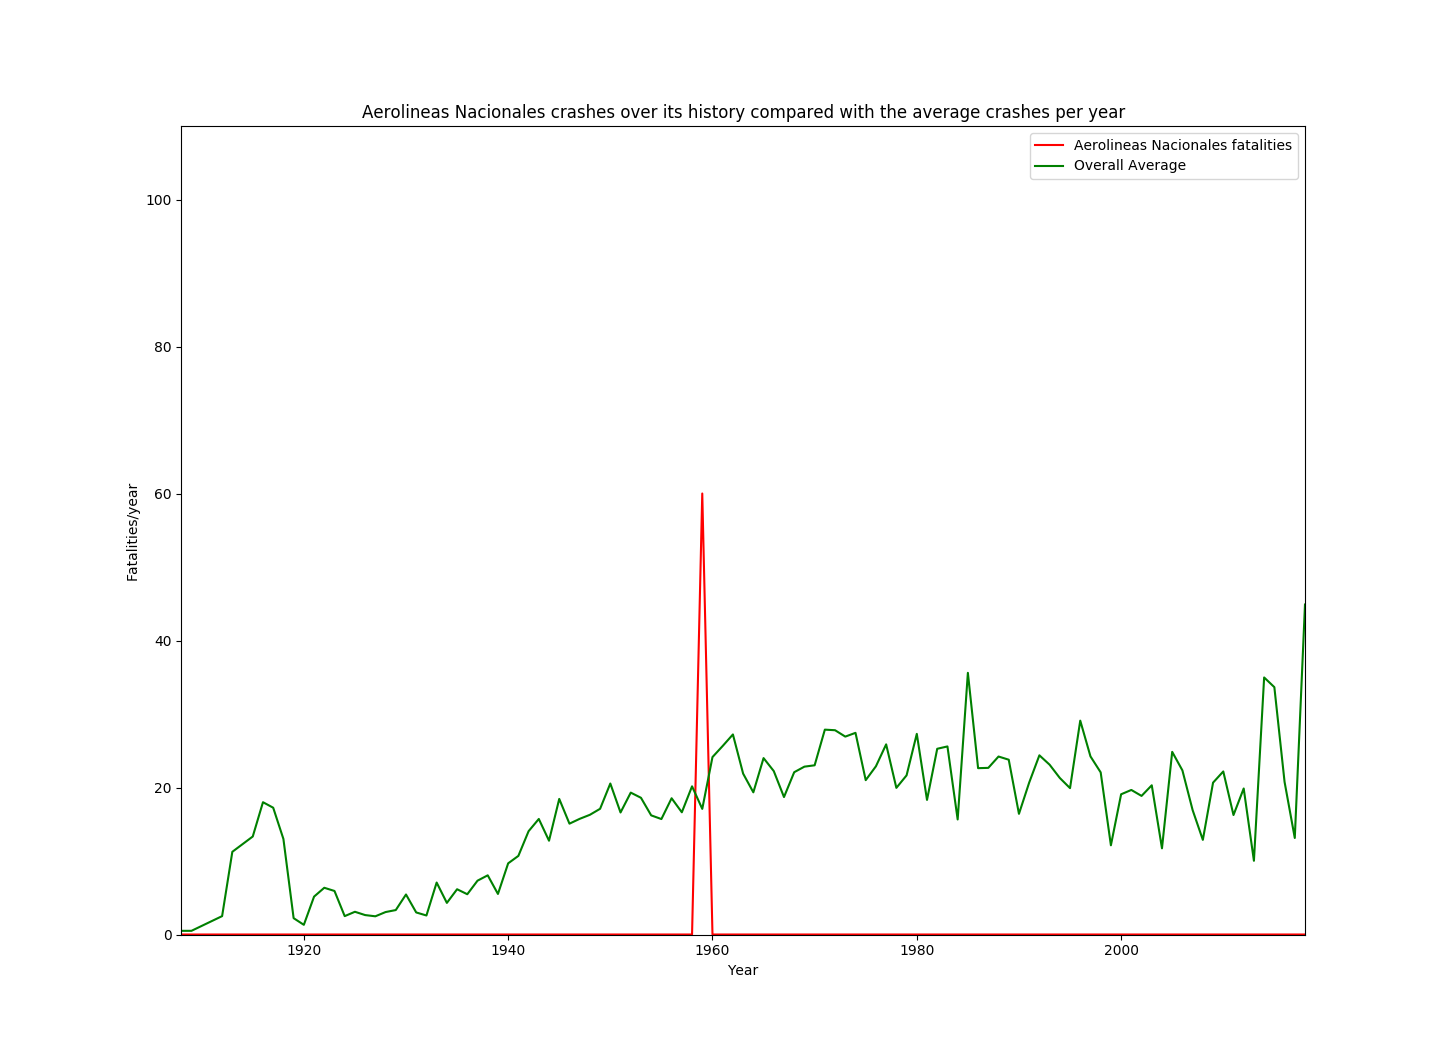 Aerolineas Nacionales crashes over its history compared with the average crashes per year
Aerolineas Nacionales fatalities
Overall Average
100
80
60
40
20
0
Fatalities/year
1920 1940 1960 1980 2000
Year